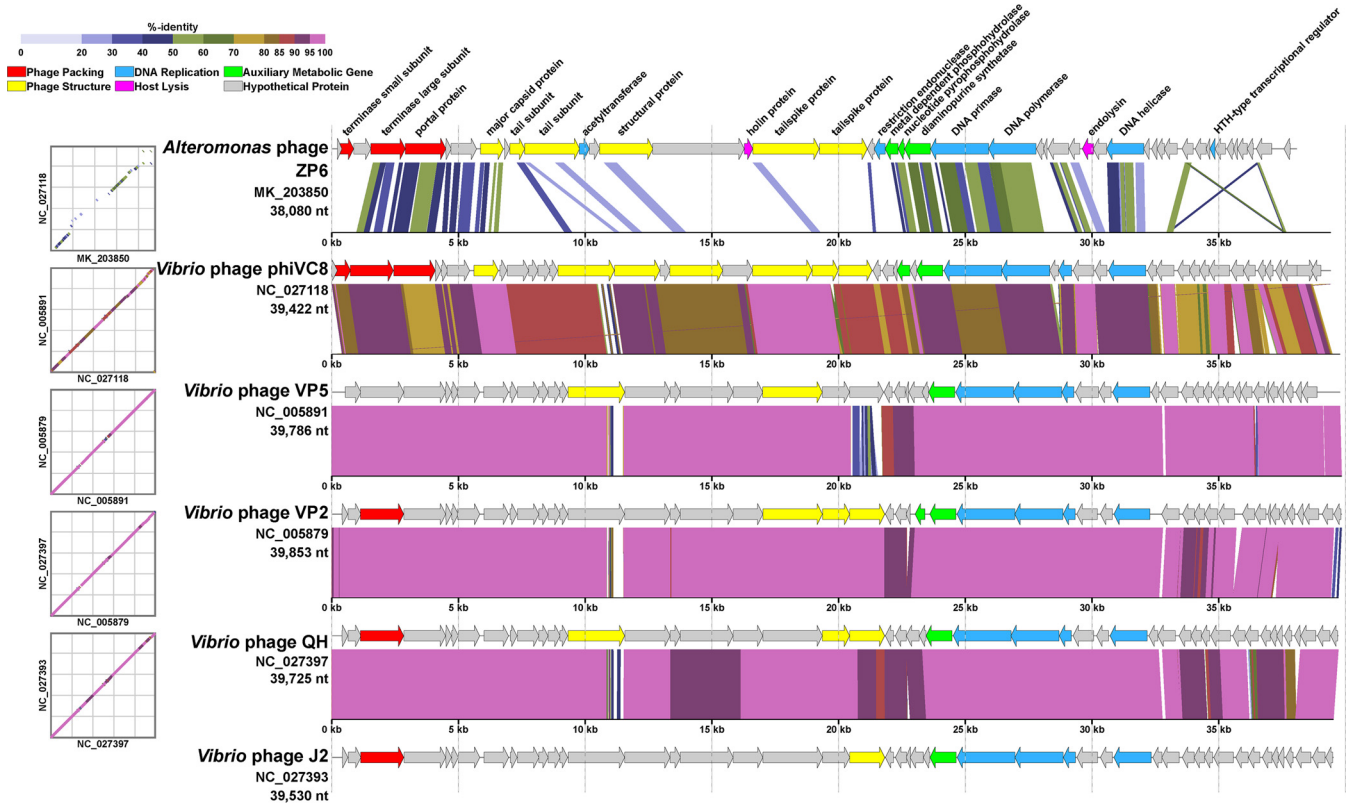 %-identity
0 20 30 40 50 60 70 80 85 90 95 100
Phage Packing DNA Replication Auxiliary Metabolic Gene
Phage Structure Host Lysis Hypothetical Protein
terminase small subunit
terminase large subunit
portal protein
major capsid protein
tail subunit
tail subunit
acetyltransferase
structural protein
holin protein
tailspike protein
tailspike protein
restriction endonuclease
metal dependent phosphohydrolase
nucleotide pyrophosphohydrolase
diaminopurine synthetase
DNA primase
DNA polymerase
endolysin
DNA helicase
HTH-type transcriptional regulator
Alteromonas phage
ZP6
MK_203850
38,080 nt
0 kb 5 kb 10 kb 15 kb 20 kb 25 kb 30 kb 35 kb
NC_027118
MK_203850
Vibrio phage phiVC8
NC_027118
39,422 nt
0 kb 5 kb 10 kb 15 kb 20 kb 25 kb 30 kb 35 kb
NC_005891
NC_027118
Vibrio phage VP5
NC_005891
39,786 nt
0 kb 5 kb 10 kb 15 kb 20 kb 25 kb 30 kb 35 kb
NC_005879
NC_005891
Vibrio phage VP2
NC_005879
39,853 nt
0 kb 5 kb 10 kb 15 kb 20 kb 25 kb 30 kb 35 kb
NC_027397
NC_005879
Vibrio phage QH
NC_027397
39,725 nt
0 kb 5 kb 10 kb 15 kb 20 kb 25 kb 30 kb 35 kb
NC_027393
NC_027397
Vibrio phage J2
NC_027393
39,530 nt